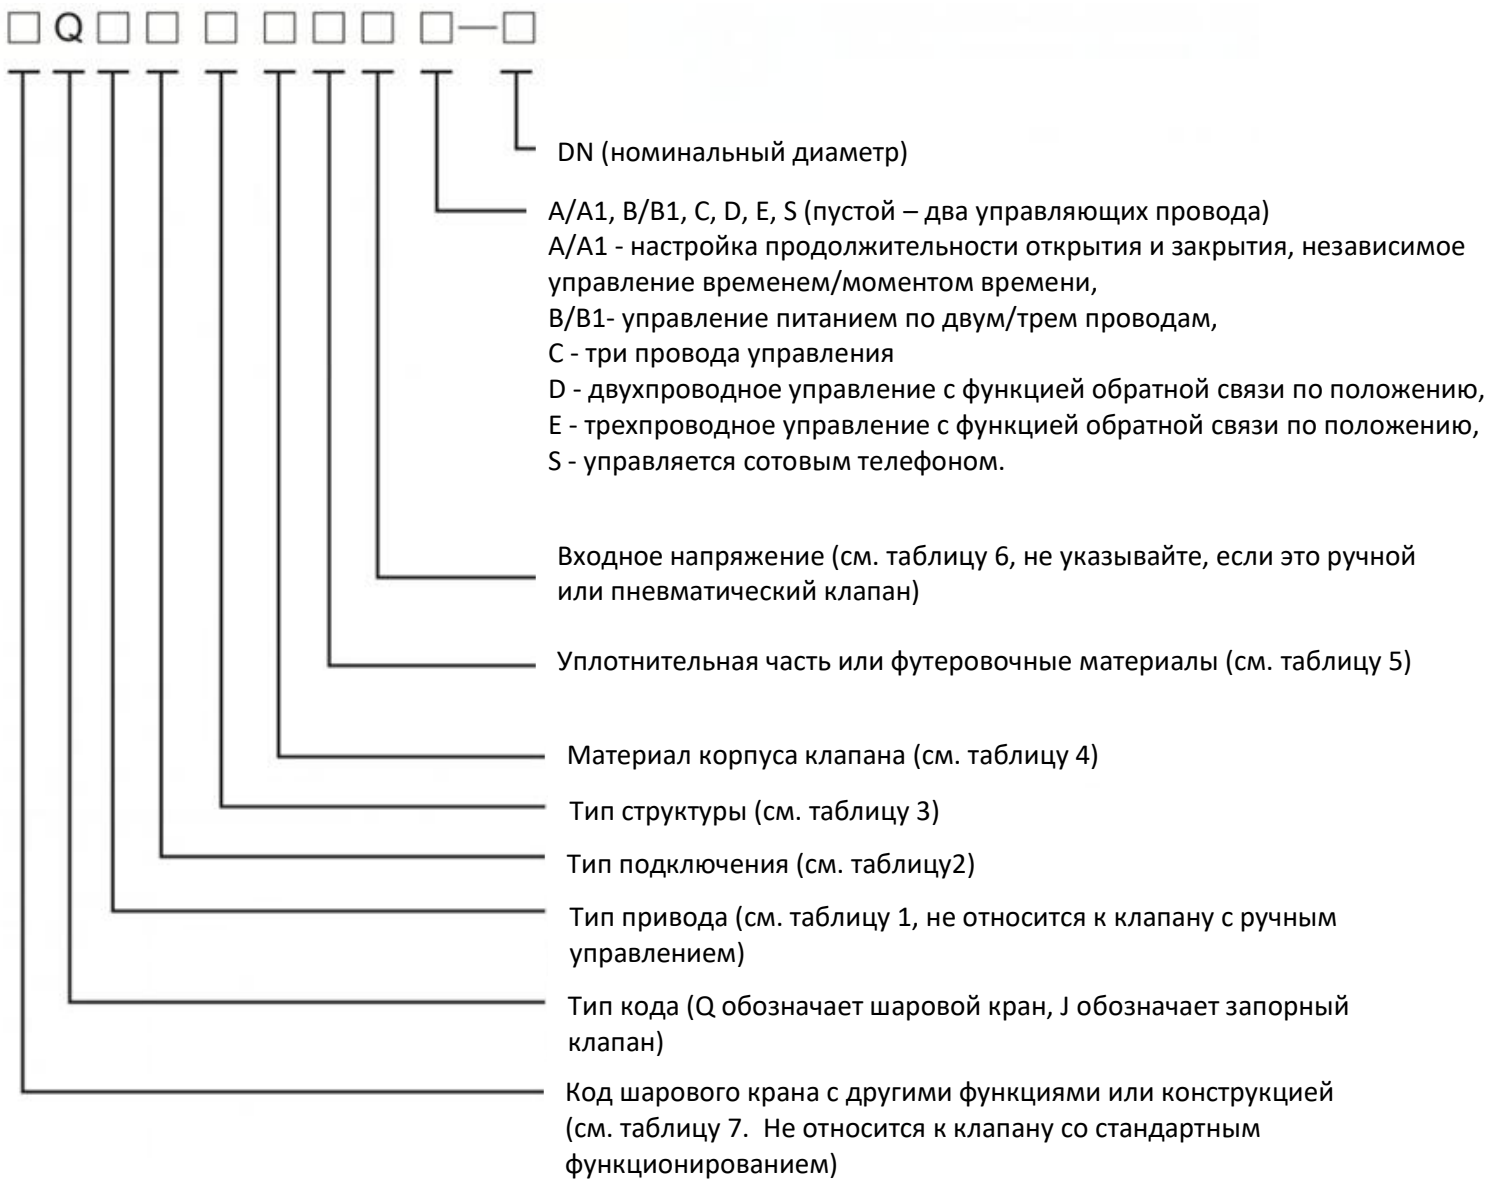 □ Q □ □ □ □ □ □ □—□
DN (номинальный диаметр)
A/A1, B/B1, C, D, E, S (пустой – два управляющих провода)
A/A1 - настройка продолжительности открытия и закрытия, независимое
управление временем/моментом времени,
B/B1- управление питанием по двум/трем проводам,
C - три провода управления
D - двухпроводное управление с функцией обратной связи по положению,
E - трехпроводное управление с функцией обратной связи по положению,
S - управляется сотовым телефоном.
Входное напряжение (см. таблицу 6, не указывайте, если это ручной
или пневматический клапан)
Уплотнительная часть или футеровочные материалы (см. таблицу 5)
Материал корпуса клапана (см. таблицу 4)
Тип структуры (см. таблицу 3)
Тип подключения (см. таблицу2)
Тип привода (см. таблицу 1, не относится к клапану с ручным
управлением)
Тип кода (Q обозначает шаровой кран, J обозначает запорный
клапан)
Код шарового крана с другими функциями или конструкцией
(см. таблицу 7. Не относится к клапану со стандартным
функционированием)